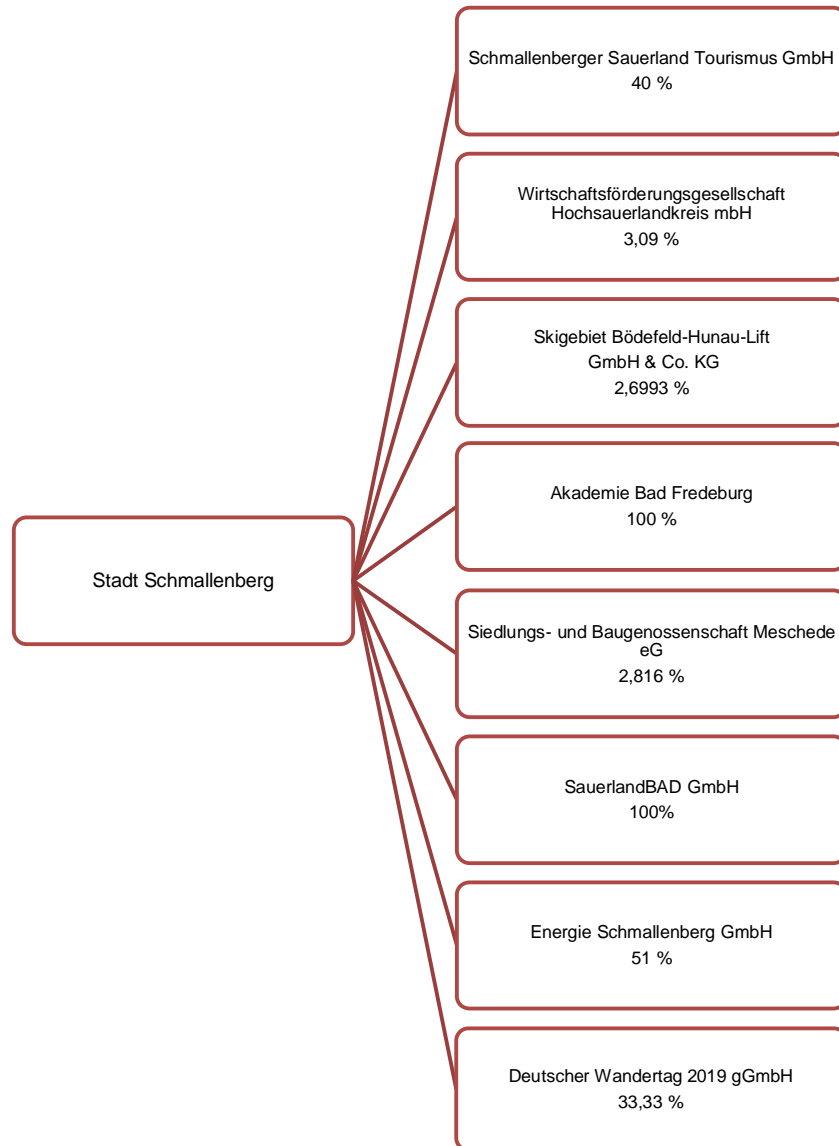 Schmallenberger Sauerland Tourismus GmbH
40 %
Wirtschaftsförderungsgesellschaft
Hochsauerlandkreis mbH
3,09 %
Skigebiet Bödefeld-Hunau-Lift
GmbH & Co. KG
2,6993 %
Akademie Bad Fredeburg
100 %
Stadt Schmallenberg
Siedlungs- und Baugenossenschaft Meschede
eG
2,816 %
SauerlandBAD GmbH
100%
Energie Schmallenberg GmbH
51 %
Deutscher Wandertag 2019 gGmbH
33,33 %